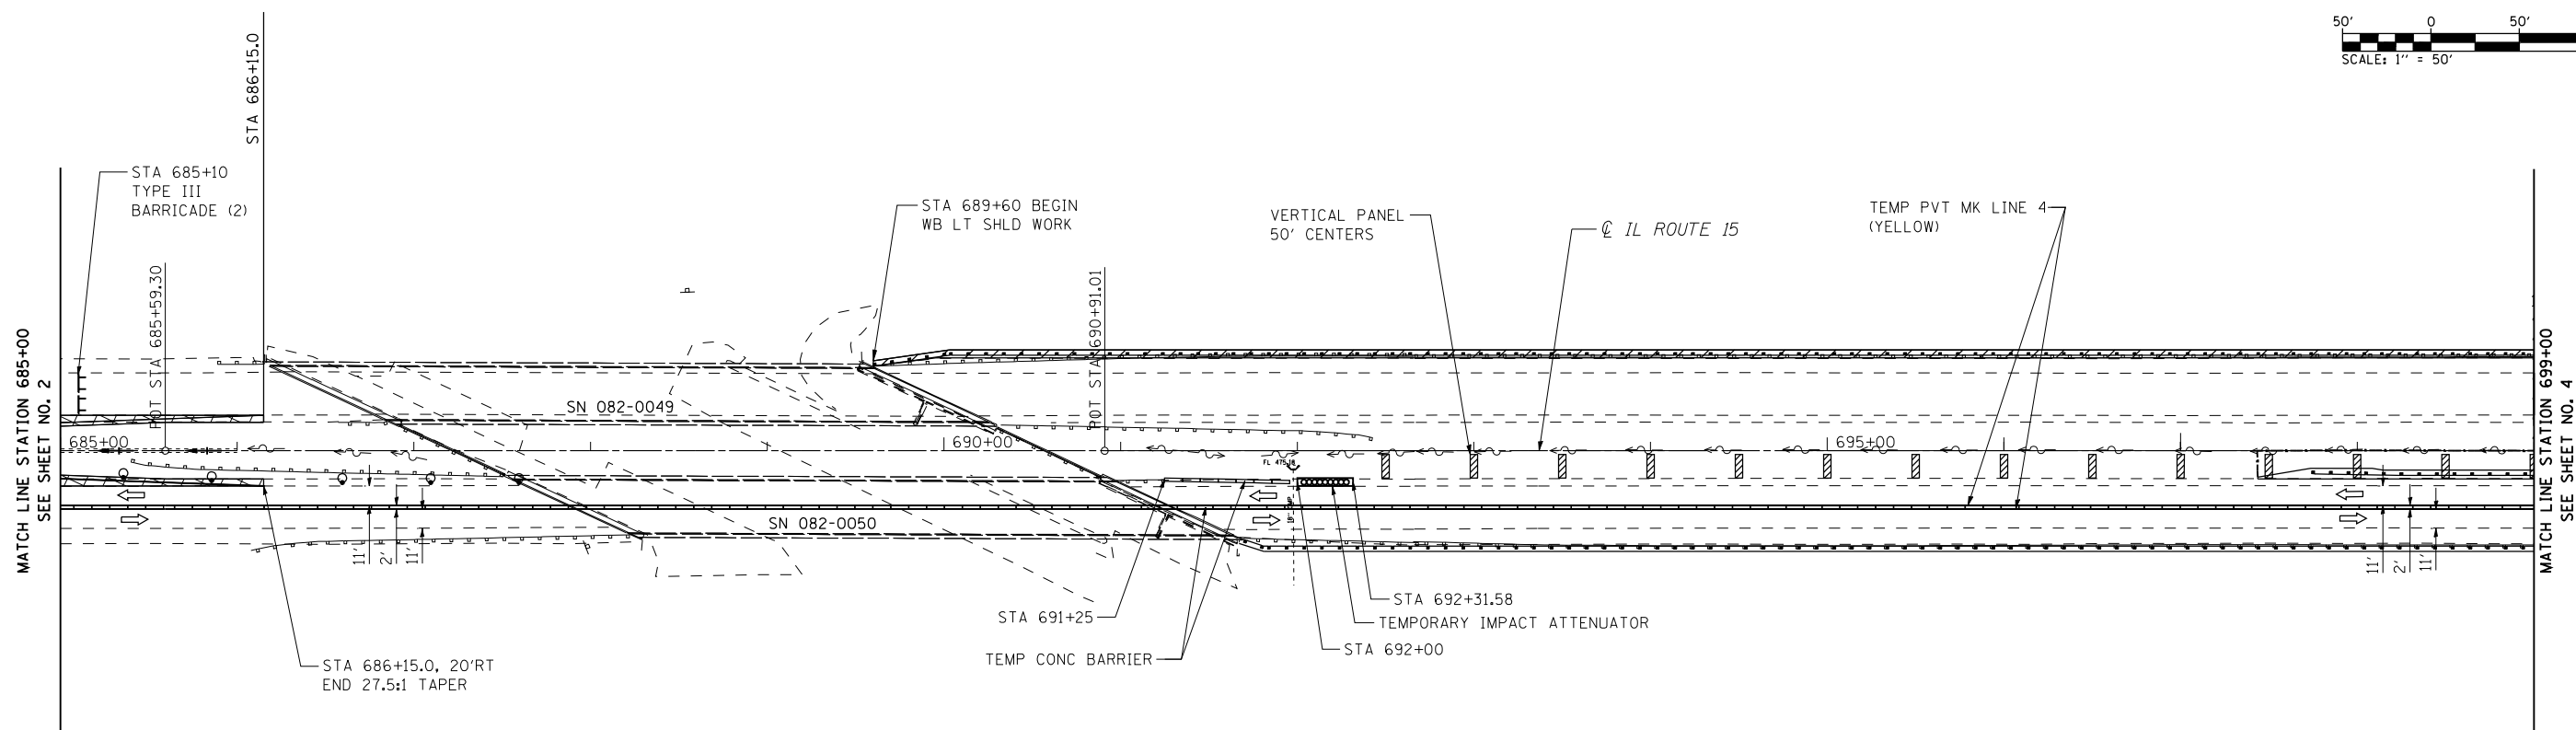 50' 0 50'
SCALE: 1'' = 50'
STA 686+15.0
STA 685+10
TYPE III
BARRICADE (2)
STA 689+60 BEGIN
WB LT SHLD WORK
VERTICAL PANEL
50' CENTERS
℄ IL ROUTE 15
TEMP PVT MK LINE 4
(YELLOW)
POT STA 685+59.30
POT STA 690+91.01
MATCH LINE STATION 685+00
SEE SHEET NO. 2
MATCH LINE STATION 699+00
SEE SHEET NO. 4
SN 082-0049
685+00
690+00
695+00
SN 082-0050
11'
2'
11'
11'
2'
11'
STA 691+25
STA 692+31.58
TEMPORARY IMPACT ATTENUATOR
STA 692+00
TEMP CONC BARRIER
STA 686+15.0, 20'RT
END 27.5:1 TAPER